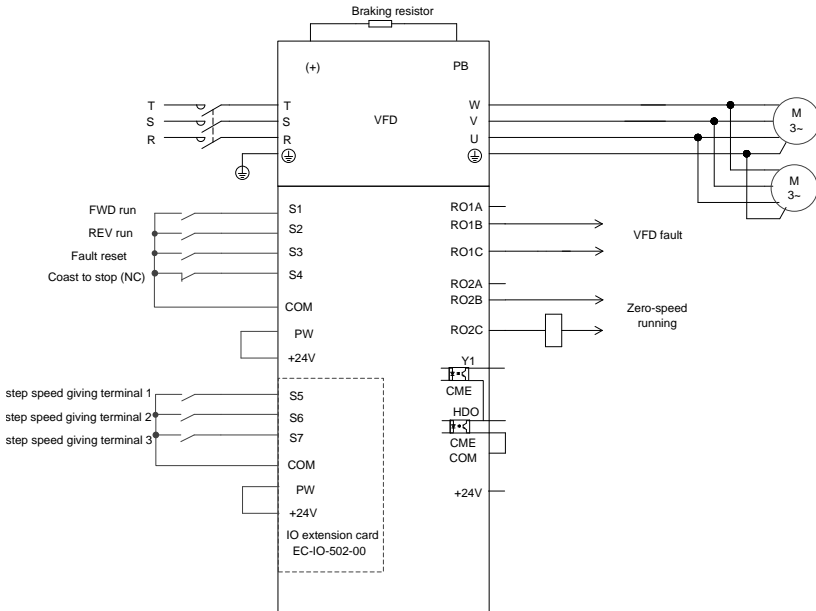 Braking resistor
(+)
PB
T
T
W
S
S
VFD
V
R
R
U
M
3~
M
3~
FWD run
S1
RO1A
REV run
S2
RO1B
VFD fault
Fault reset
S3
RO1C
Coast to stop (NC)
S4
RO2A
COM
RO2B
Zero-speed
running
PW
RO2C
+24V
Y1
CME
step speed giving terminal 1
S5
step speed giving terminal 2
S6
HDO
step speed giving terminal 3
S7
CME
COM
COM
PW
+24V
+24V
IO extension card
EC-IO-502-00